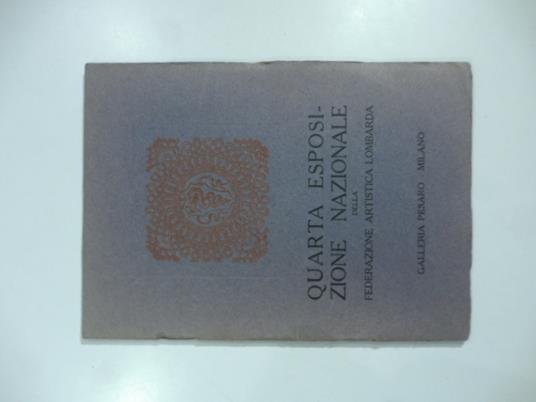 QUARTA ESPOSI-
ZIONE NAZIONALE
DELLA
FEDERAZIONE ARTISTICA LOMBARDA
GALLERIA PESARO MILANO